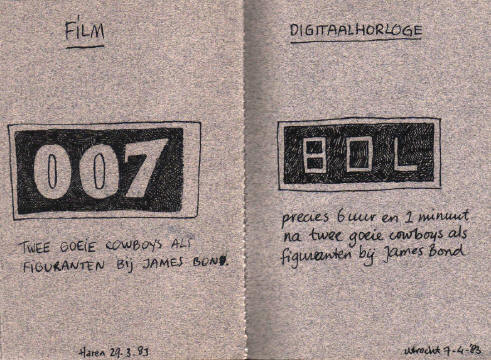 FILM
007
TWEE GOEIE COWBOYS ALS
FIGURANTEN BIJ JAMES BOND.
Haren 29.3.83
DIGITAALHORLOGE
8OL
precies 6 uur en 1 minuut
na twee goeie cowboys als
figuranten bij James Bond
Utrecht 7-4-'83